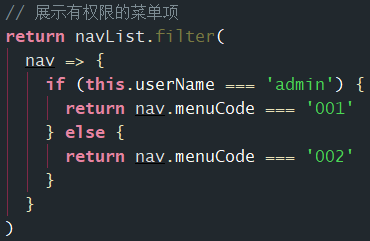 // 展示有权限的菜单项
return navList.filter(
  nav => {
    if (this.userName === 'admin') {
      return nav.menuCode === '001'
    } else {
      return nav.menuCode === '002'
    }
  }
)